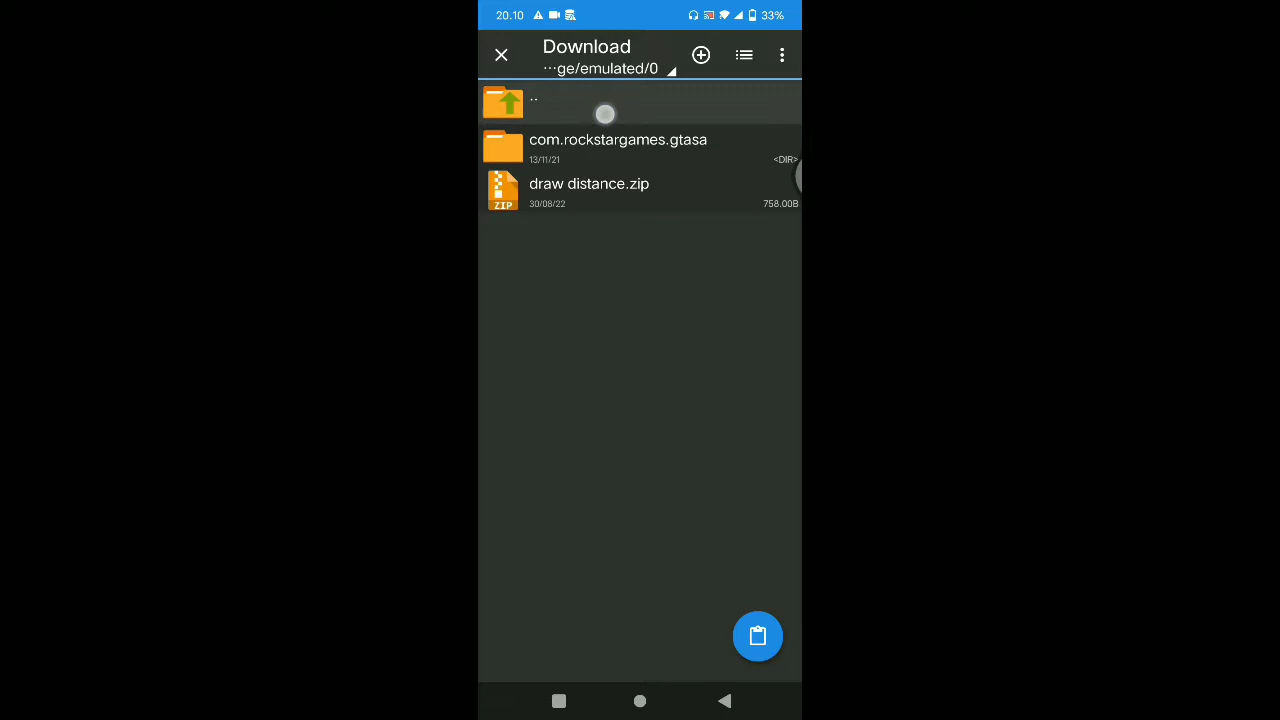 20.10
33%
Download
···ge/emulated/0
..
com.rockstargames.gtasa
13/11/21
<DIR>
draw distance.zip
ZIP
30/08/22
758.00B